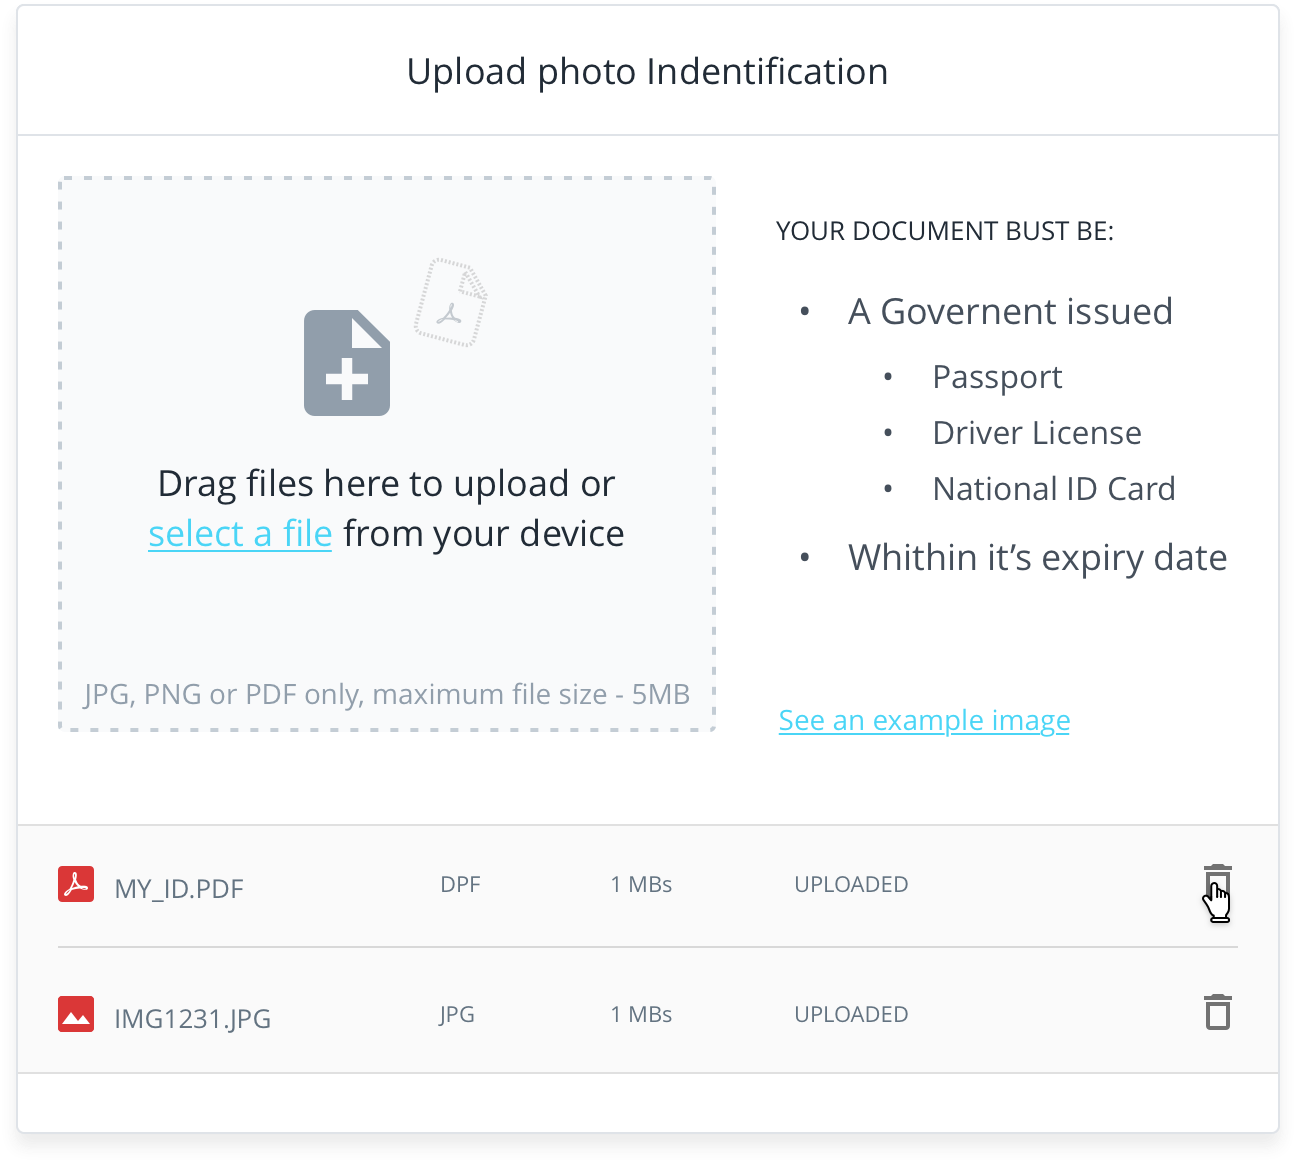 Upload photo Indentification
Drag files here to upload or
select a file from your device
JPG, PNG or PDF only, maximum file size - 5MB
YOUR DOCUMENT BUST BE:
• A Governent issued
• Passport
• Driver License
• National ID Card
• Whithin it’s expiry date
See an example image
MY_ID.PDF DPF 1 MBs UPLOADED
IMG1231.JPG JPG 1 MBs UPLOADED